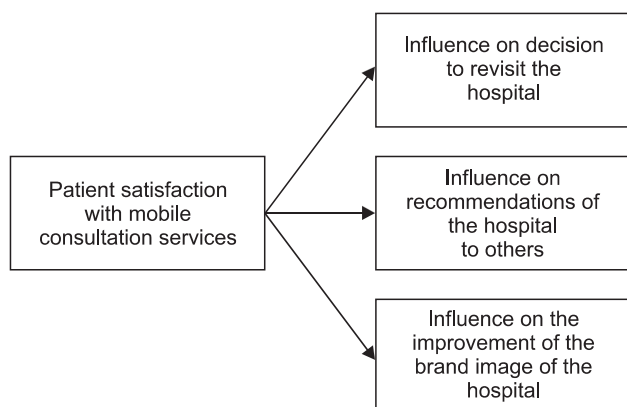 Influence on decision
to revisit the
hospital
Patient satisfaction
with mobile
consultation services
Influence on
recommendations of
the hospital
to others
Influence on the
improvement of the
brand image of the
hospital